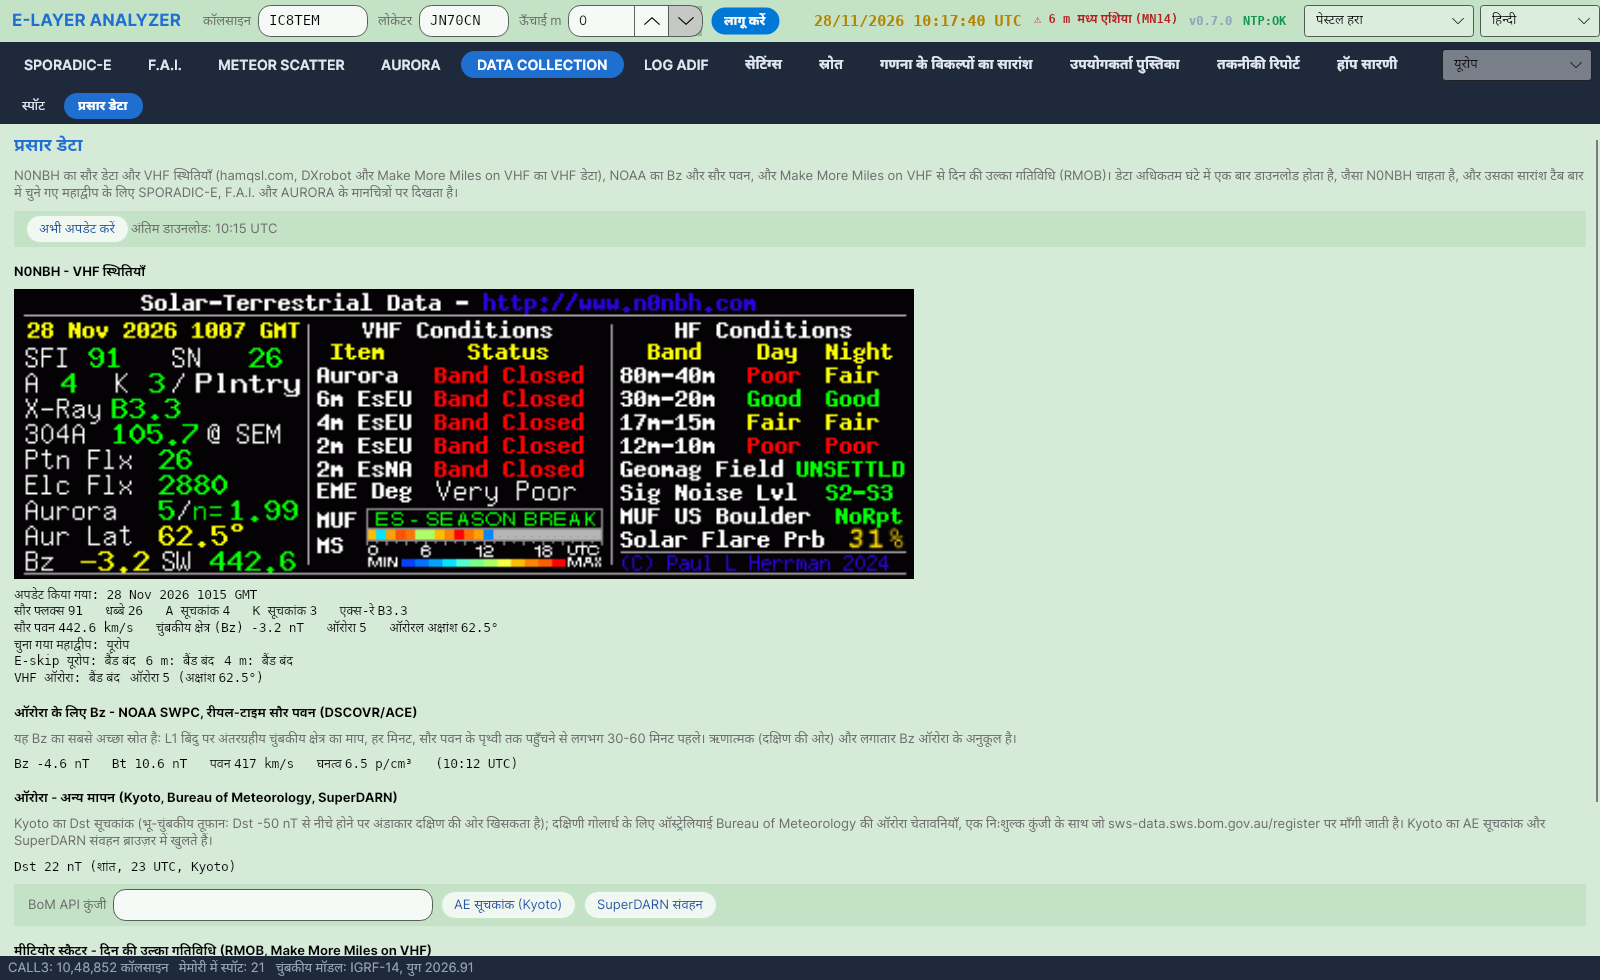 E-LAYER ANALYZER कॉलसाइन IC8TEM लोकेटर JN70CN ऊँचाई m 0 लागू करें 28/11/2026 10:17:40 UTC ⚠ 6 m मध्य एशिया (MN14) v0.7.0 NTP:OK पेस्टल हरा हिन्दी
SPORADIC-E F.A.I. METEOR SCATTER AURORA DATA COLLECTION LOG ADIF सेटिंग्स स्रोत गणना के विकल्पों का सारांश उपयोगकर्ता पुस्तिका तकनीकी रिपोर्ट हॉप सारणी यूरोप
स्पॉट प्रसार डेटा
प्रसार डेटा
N0NBH का सौर डेटा और VHF स्थितियाँ (hamqsl.com, DXrobot और Make More Miles on VHF का VHF डेटा), NOAA का Bz और सौर पवन, और Make More Miles on VHF से दिन की उल्का गतिविधि (RMOB)। डेटा अधिकतम घंटे में एक बार डाउनलोड होता है, जैसा N0NBH चाहता है, और उसका सारांश टैब बार
में चुने गए महाद्वीप के लिए SPORADIC-E, F.A.I. और AURORA के मानचित्रों पर दिखता है।
अभी अपडेट करें अंतिम डाउनलोड: 10:15 UTC
N0NBH - VHF स्थितियाँ
Solar-Terrestrial Data - http://www.n0nbh.com
28 Nov 2026 1007 GMT VHF Conditions HF Conditions
Item Status Band Day Night
SFI 91 SN 26
Aurora Band Closed 80m-40m Poor Fair
A 4 K 3/Plntry
6m EsEU Band Closed 30m-20m Good Good
X-Ray B3.3
4m EsEU Band Closed 17m-15m Fair Fair
304A 105.7 @ SEM
2m EsEU Band Closed 12m-10m Poor Poor
Ptn Flx 26
2m EsNA Band Closed Geomag Field UNSETTLD
Elc Flx 2880
EME Deg Very Poor Sig Noise Lvl S2-S3
Aurora 5/n=1.99
MUF ES - SEASON BREAK MUF US Boulder NoRpt
Aur Lat 62.5°
MS 0 6 12 18 UTC Solar Flare Prb 31%
Bz -3.2 SW 442.6
MIN MAX (C) Paul L Herrman 2024
अपडेट किया गया: 28 Nov 2026 1015 GMT
सौर फ्लक्स 91 धब्बे 26 A सूचकांक 4 K सूचकांक 3 एक्स-रे B3.3
सौर पवन 442.6 km/s चुंबकीय क्षेत्र (Bz) -3.2 nT ऑरोरा 5 ऑरोरल अक्षांश 62.5°
चुना गया महाद्वीप: यूरोप
E-skip यूरोप: बैंड बंद 6 m: बैंड बंद 4 m: बैंड बंद
VHF ऑरोरा: बैंड बंद ऑरोरा 5 (अक्षांश 62.5°)
ऑरोरा के लिए Bz - NOAA SWPC, रीयल-टाइम सौर पवन (DSCOVR/ACE)
यह Bz का सबसे अच्छा स्रोत है: L1 बिंदु पर अंतरग्रहीय चुंबकीय क्षेत्र का माप, हर मिनट, सौर पवन के पृथ्वी तक पहुँचने से लगभग 30-60 मिनट पहले। ऋणात्मक (दक्षिण की ओर) और लगातार Bz ऑरोरा के अनुकूल है।
Bz -4.6 nT Bt 10.6 nT पवन 417 km/s घनत्व 6.5 p/cm³ (10:12 UTC)
ऑरोरा - अन्य मापन (Kyoto, Bureau of Meteorology, SuperDARN)
Kyoto का Dst सूचकांक (भू-चुंबकीय तूफ़ान: Dst -50 nT से नीचे होने पर अंडाकार दक्षिण की ओर खिसकता है); दक्षिणी गोलार्ध के लिए ऑस्ट्रेलियाई Bureau of Meteorology की ऑरोरा चेतावनियाँ, एक निःशुल्क कुंजी के साथ जो sws-data.sws.bom.gov.au/register पर माँगी जाती है। Kyoto का AE सूचकांक और
SuperDARN संवहन ब्राउज़र में खुलते हैं।
Dst 22 nT (शांत, 23 UTC, Kyoto)
BoM API कुंजी AE सूचकांक (Kyoto) SuperDARN संवहन
मीटियोर स्कैटर - दिन की उल्का गतिविधि (RMOB, Make More Miles on VHF)
CALL3: 10,48,852 कॉलसाइन मेमोरी में स्पॉट: 21 चुंबकीय मॉडल: IGRF-14, युग 2026.91